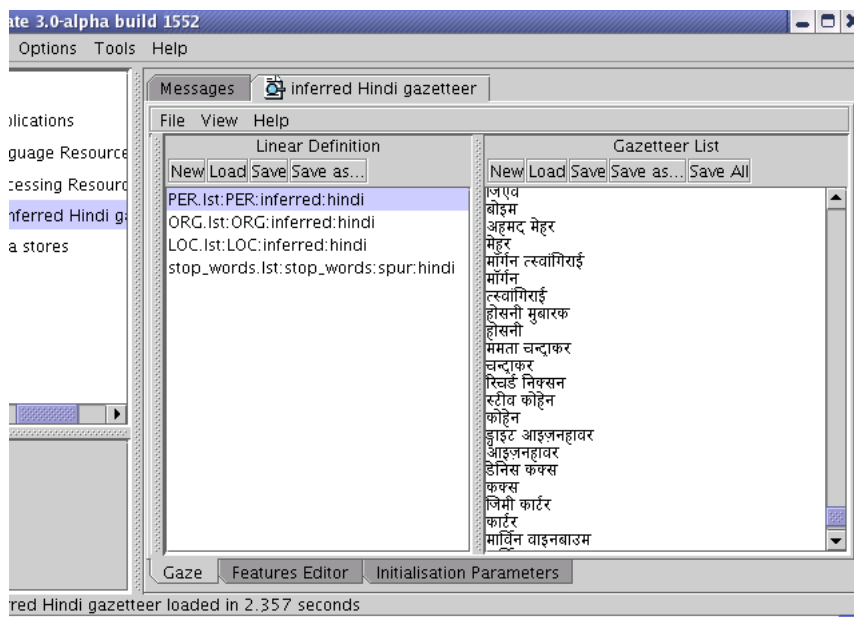 ate 3.0-alpha build 1552
Options Tools Help
Messages inferred Hindi gazetteer
plications
guage Resource
cessing Resourc
nferred Hindi ga
a stores
File View Help
Linear Definition
New Load Save Save as...
PER.lst:PER:inferred:hindi
ORG.lst:ORG:inferred:hindi
LOC.lst:LOC:inferred:hindi
stop_words.lst:stop_words:spur:hindi
Gazetteer List
New Load Save Save as... Save All
बोइम
अहमद मेहर
मेहर
मॉर्गन त्स्वांगिराई
मॉर्गन
त्स्वांगिराई
होसनी मुबारक
होसनी
ममता चन्द्राकर
चन्द्राकर
रिचर्ड निक्सन
स्टीव कोहेन
कोहेन
ड्वाइट आइज़नहावर
आइज़नहावर
डेनिस कक्स
कक्स
जिमी कार्टर
कार्टर
मार्विन वाइनबाउम
Gaze Features Editor Initialisation Parameters
rred Hindi gazetteer loaded in 2.357 seconds